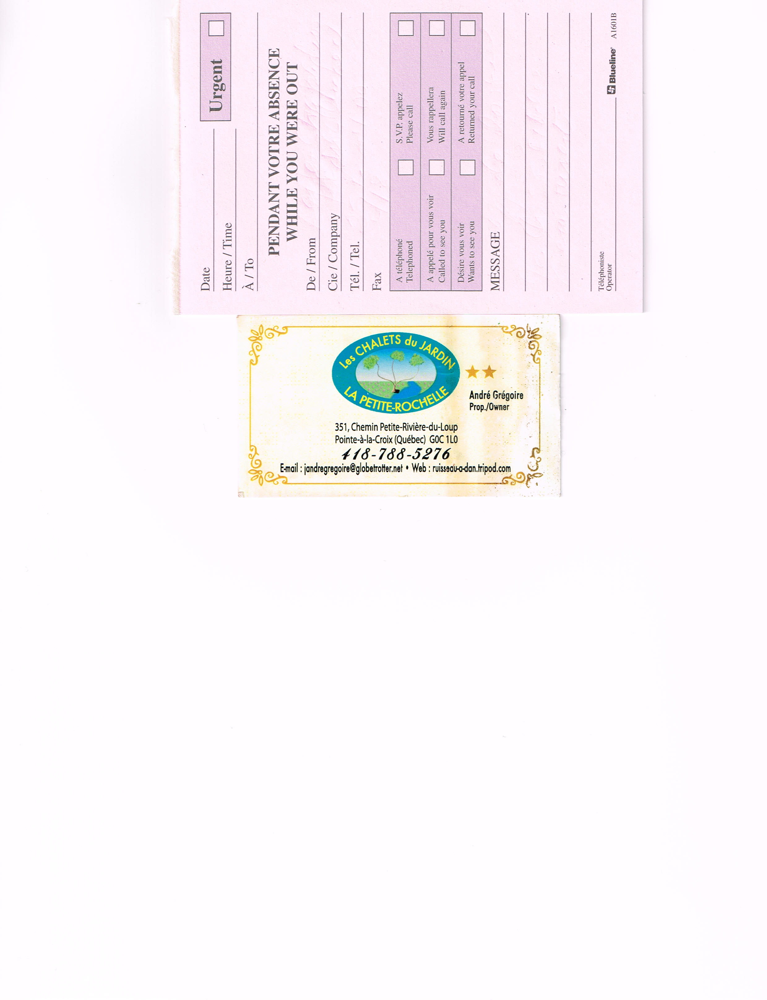 Urgent
Date
Heure / Time
À / To
PENDANT VOTRE ABSENCE
WHILE YOU WERE OUT
De / From
Cie / Company
Tél. / Tel.
Fax
A téléphoné
Telephoned
S.V.P. appelez
Please call
A appelé pour vous voir
Called to see you
Vous rappellera
Will call again
Désire vous voir
Wants to see you
A retourné votre appel
Returned your call
MESSAGE
Téléphoniste
Operator
Blueline
A1601B
Les CHALETS du JARDIN
LA PETITE-ROCHELLE
André Grégoire
Prop./Owner
351, Chemin Petite-Rivière-du-Loup
Pointe-à-la-Croix (Québec) G0C 1L0
418-788-5276
E-mail : jandregregoire@globetrotter.net • Web : ruisseau-a-dan.tripod.com